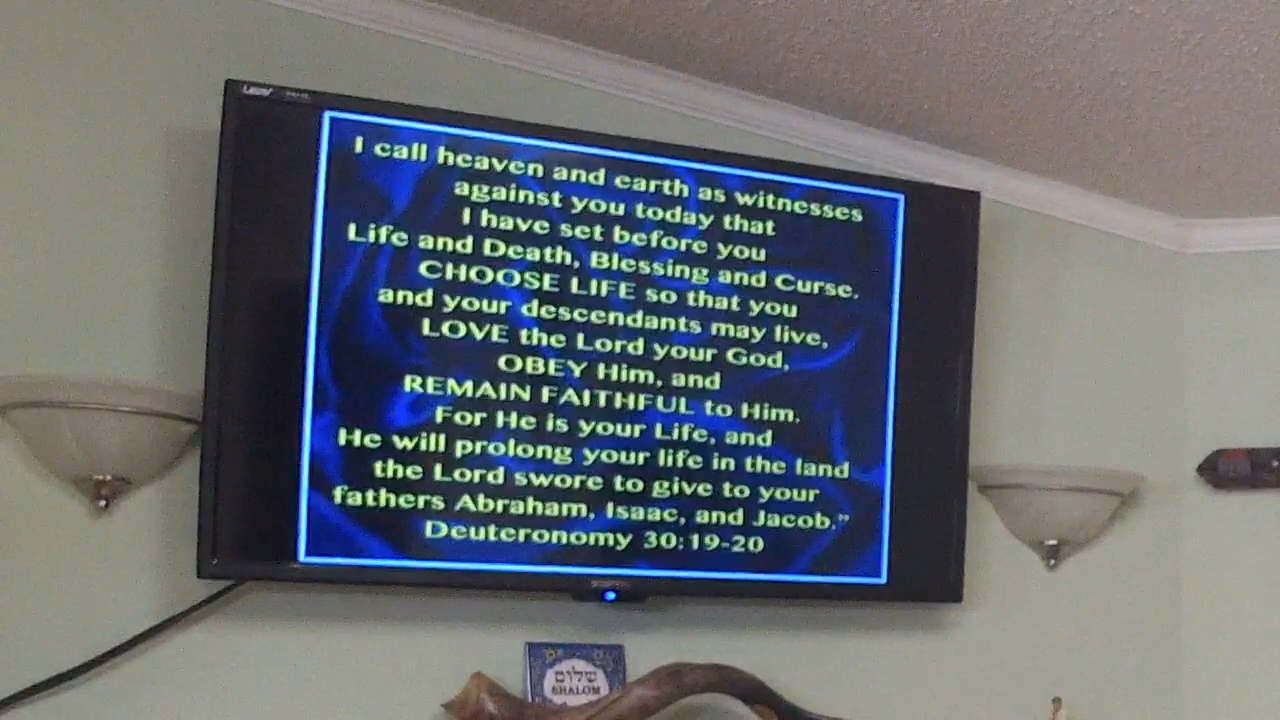 I call heaven and earth as witnesses
against you today that
I have set before you
Life and Death, Blessing and Curse.
CHOOSE LIFE so that you
and your descendants may live,
LOVE the Lord your God,
OBEY Him, and
REMAIN FAITHFUL to Him.
For He is your Life, and
He will prolong your life in the land
the Lord swore to give to your
fathers Abraham, Isaac, and Jacob.”
Deuteronomy 30:19-20
שלום
SHALOM